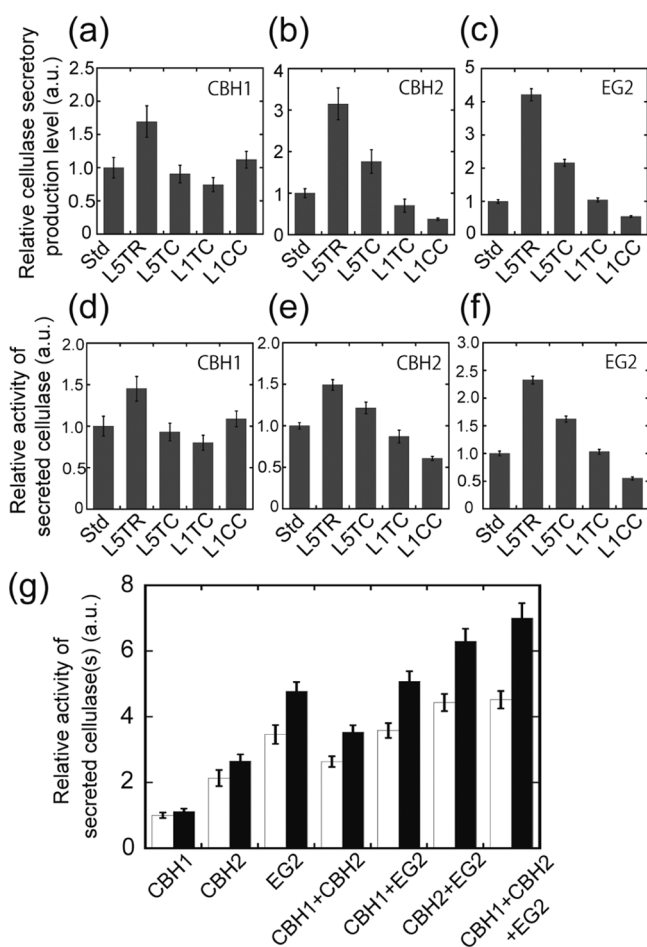 (a)
Relative cellulase secretory
production level (a.u.)
2.5
2.0
1.5
1.0
0.5
0.0
CBH1
Std
L5TR
L5TC
L1TC
L1CC
(b)
4
3
2
1
0
CBH2
Std
L5TR
L5TC
L1TC
L1CC
(c)
5
4
3
2
1
0
EG2
Std
L5TR
L5TC
L1TC
L1CC
(d)
Relative activity of
secreted cellulase (a.u.)
2.0
1.5
1.0
0.5
0
CBH1
Std
L5TR
L5TC
L1TC
L1CC
(e)
2.0
1.5
1.0
0.5
0
CBH2
Std
L5TR
L5TC
L1TC
L1CC
(f)
3.0
2.5
2.0
1.5
1.0
0.5
0
EG2
Std
L5TR
L5TC
L1TC
L1CC
(g)
Relative activity of
secreted cellulase(s) (a.u.)
8
6
4
2
0
CBH1
CBH2
EG2
CBH1+CBH2
CBH1+EG2
CBH2+EG2
CBH1+CBH2
+EG2